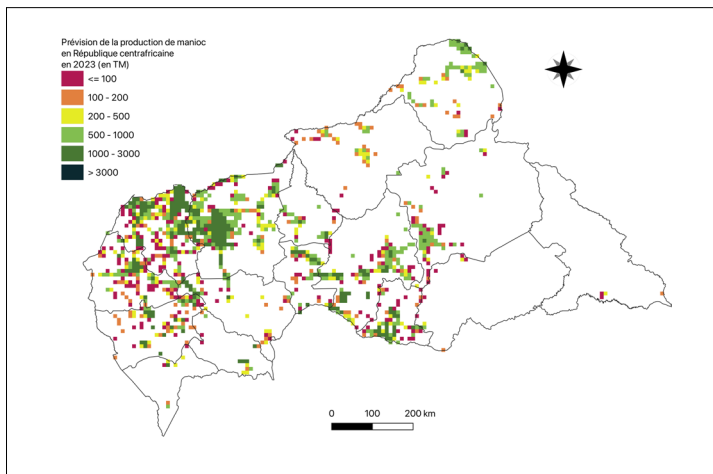 Prévision de la production de manioc
en République centrafricaine
en 2023 (en TM)
<= 100
100 - 200
200 - 500
500 - 1000
1000 - 3000
> 3000
0 100 200 km